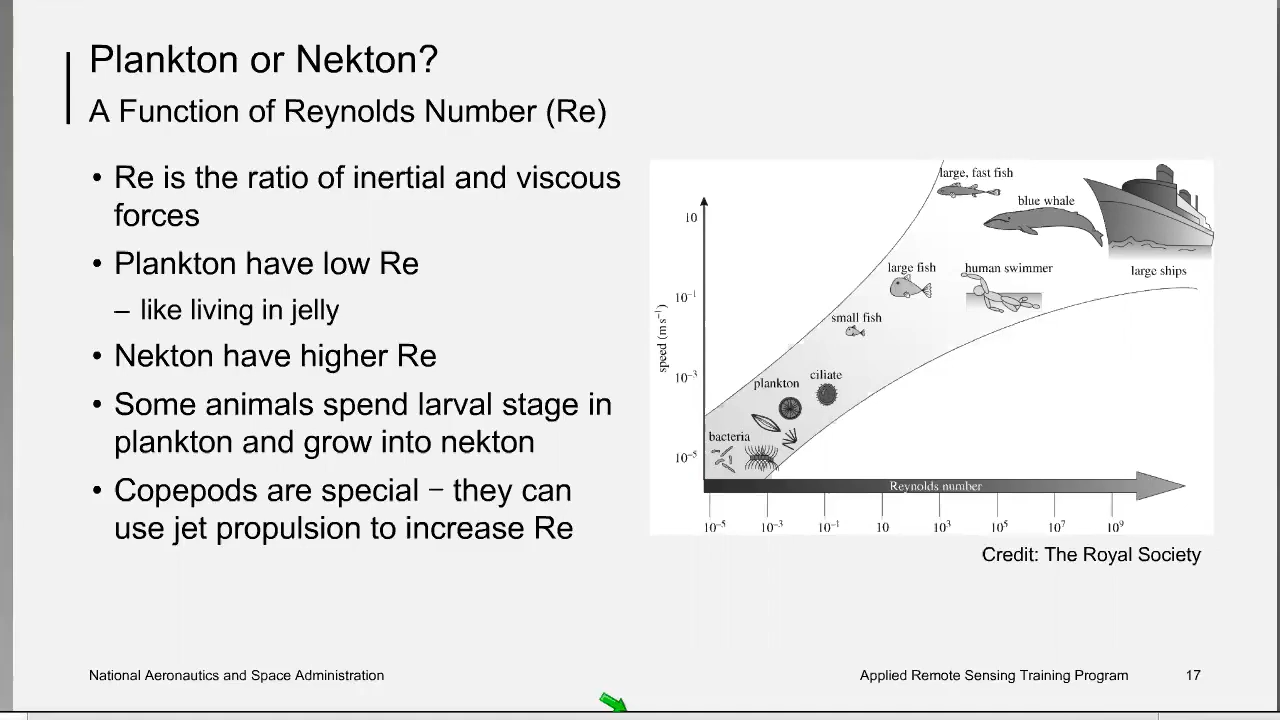 Plankton or Nekton?
A Function of Reynolds Number (Re)
• Re is the ratio of inertial and viscous
forces
• Plankton have low Re
– like living in jelly
• Nekton have higher Re
• Some animals spend larval stage in
plankton and grow into nekton
• Copepods are special – they can
use jet propulsion to increase Re
large, fast fish
blue whale
large ships
large fish
human swimmer
small fish
plankton
ciliate
bacteria
speed (m s⁻¹)
10
10⁻¹
10⁻³
10⁻⁵
Reynolds number
10⁻⁵ 10⁻³ 10⁻¹ 10 10³ 10⁵ 10⁷ 10⁹
Credit: The Royal Society
National Aeronautics and Space Administration
Applied Remote Sensing Training Program
17